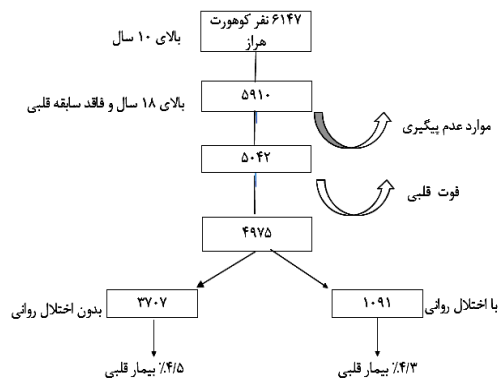 ۶۱۴۷ نفر کوهورت
هراز
بالای ۱۰ سال
۵۹۱۰
بالای ۱۸ سال و فاقد سابقه قلبی
موارد عدم پیگیری
۵۰۴۲
فوت قلبی
۴۹۷۵
با اختلال روانی
۱۰۹۱
۳۷۰۷
بدون اختلال روانی
۴/۳٪ بیمار قلبی
۴/۵٪ بیمار قلبی